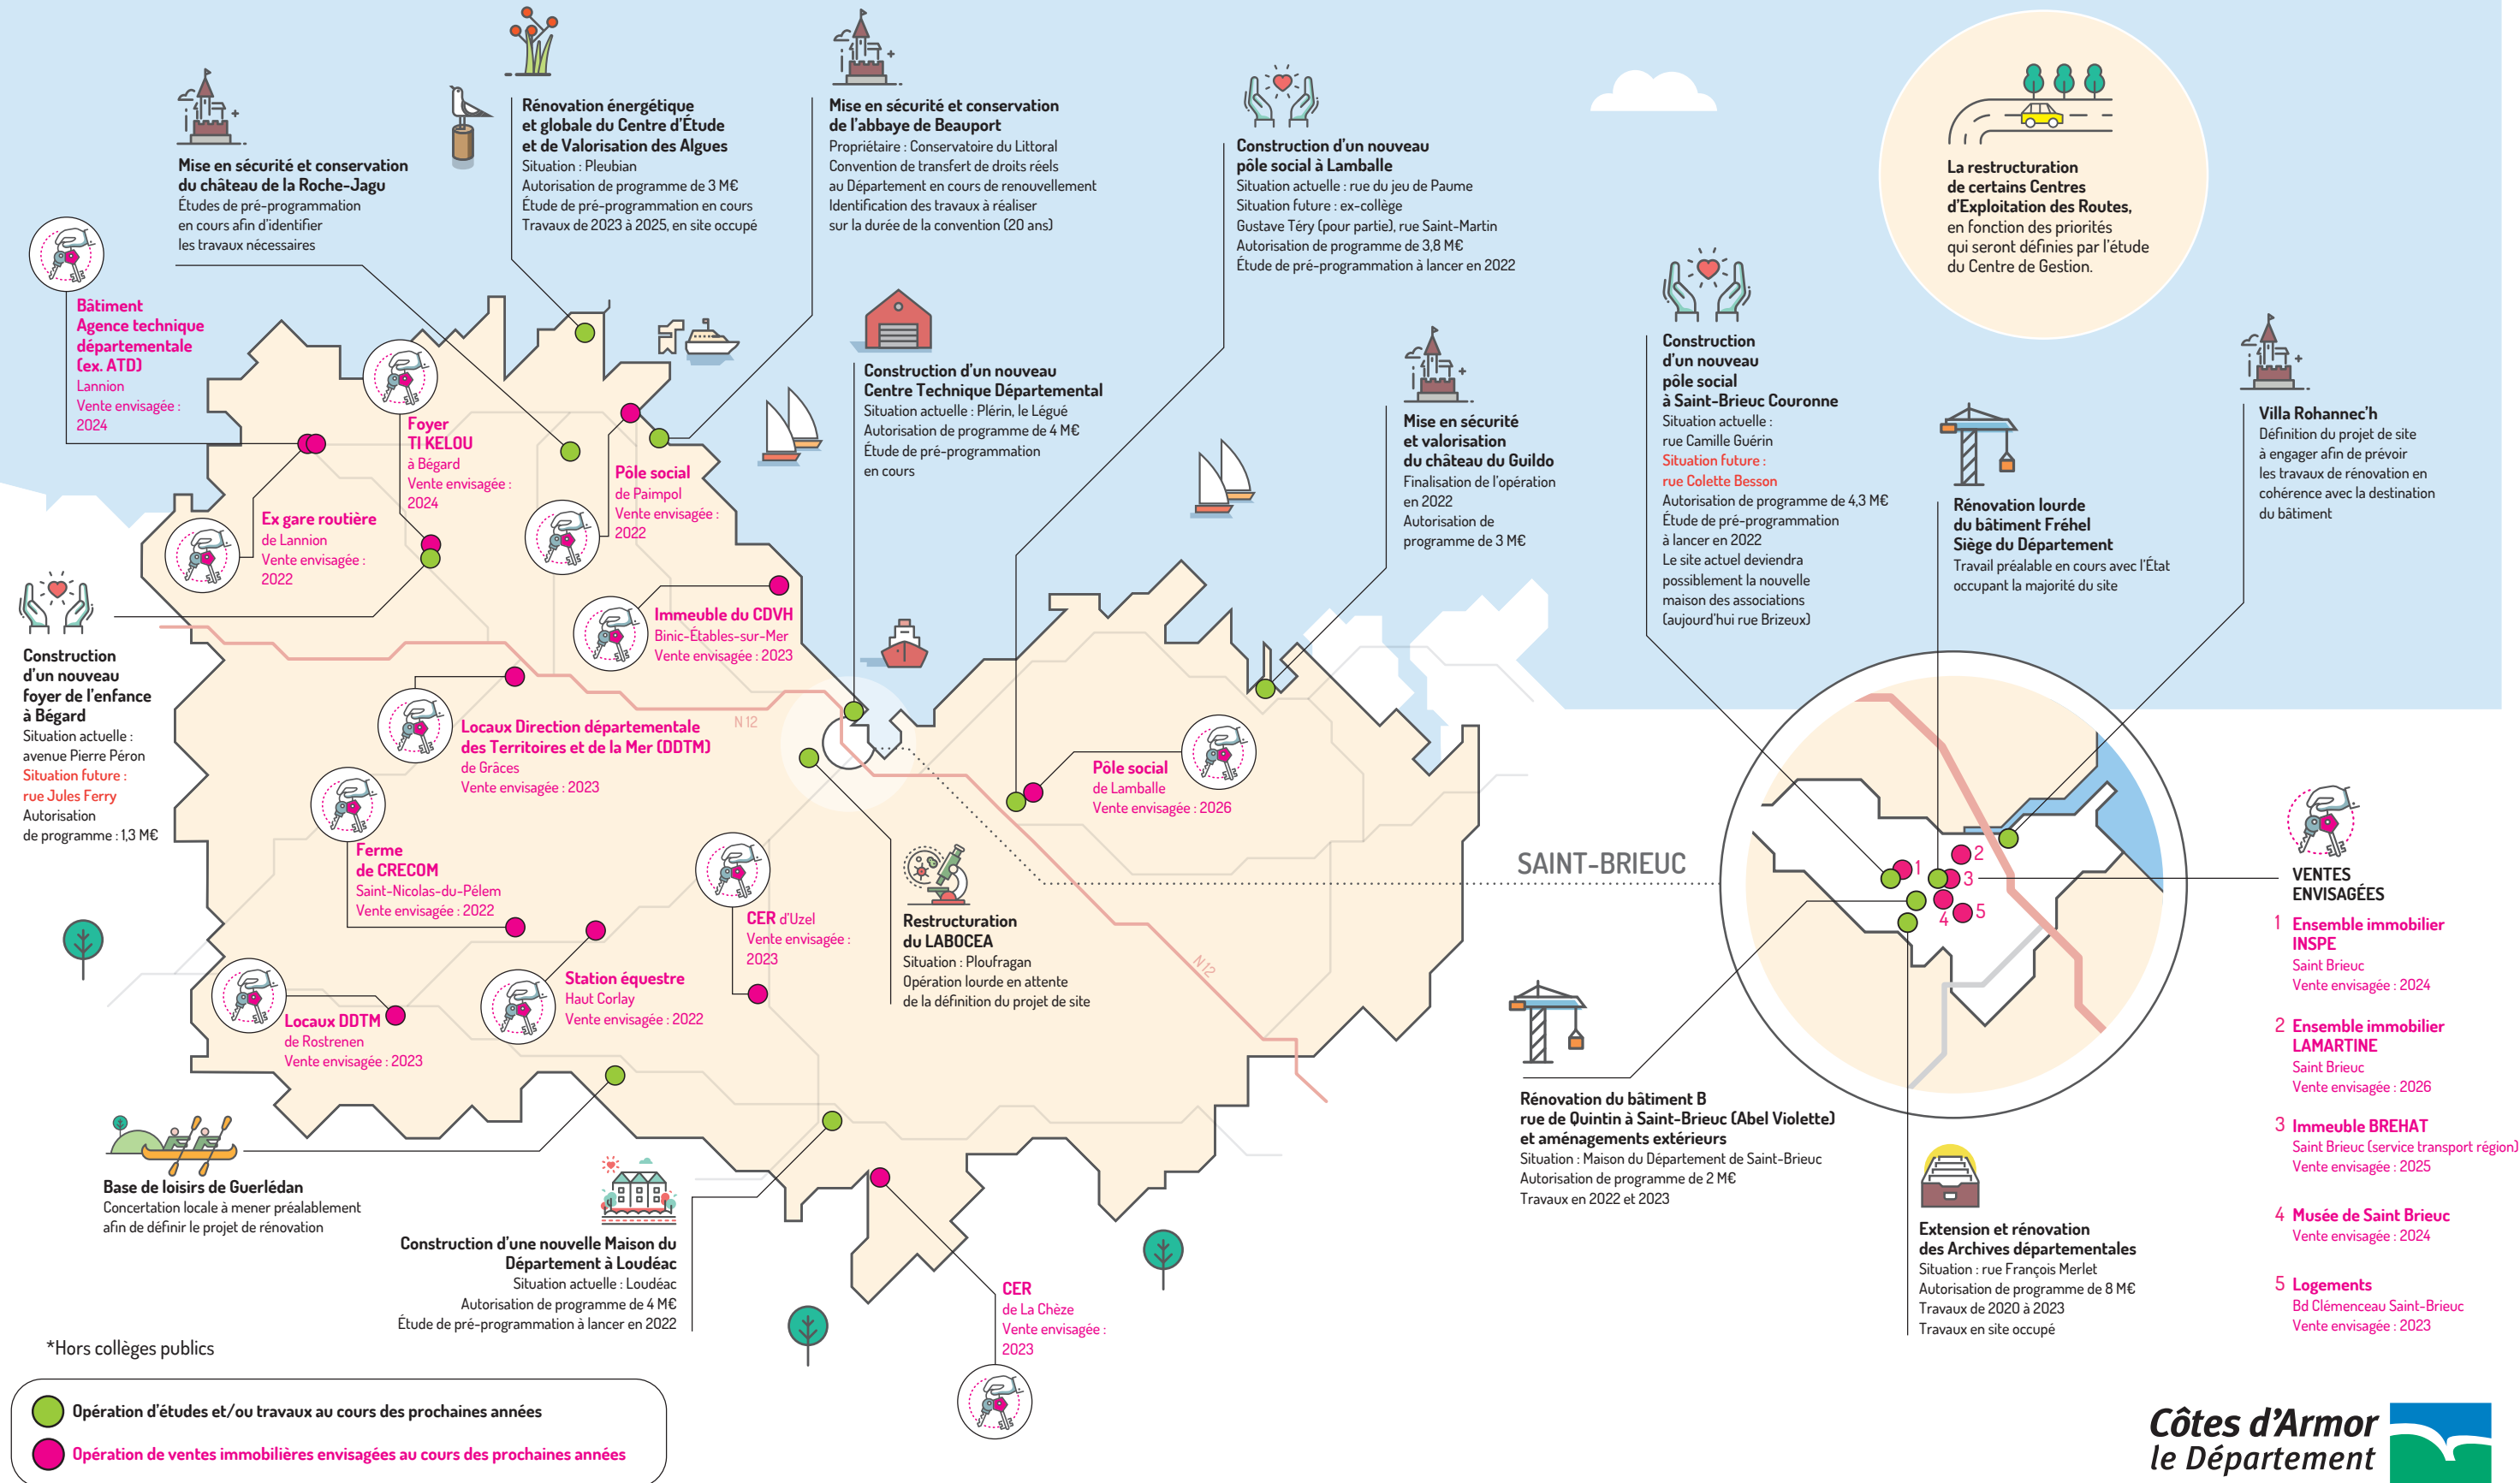 Mise en sécurité et conservation
du château de la Roche-Jagu
Études de pré-programmation
en cours afin d'identifier
les travaux nécessaires
Rénovation énergétique
et globale du Centre d'Étude
et de Valorisation des Algues
Situation : Pleubian
Autorisation de programme de 3 M€
Étude de pré-programmation en cours
Travaux de 2023 à 2025, en site occupé
Mise en sécurité et conservation
de l'abbaye de Beauport
Propriétaire : Conservatoire du Littoral
Convention de transfert de droits réels
au Département en cours de renouvellement
Identification des travaux à réaliser
sur la durée de la convention (20 ans)
Construction d'un nouveau
pôle social à Lamballe
Situation actuelle : rue du jeu de Paume
Situation future : ex-collège
Gustave Téry (pour partie), rue Saint-Martin
Autorisation de programme de 3,8 M€
Étude de pré-programmation à lancer en 2022
La restructuration
de certains Centres
d'Exploitation des Routes,
en fonction des priorités
qui seront définies par l'étude
du Centre de Gestion.
Bâtiment
Agence technique
départementale
(ex. ATD)
Lannion
Vente envisagée :
2024
Foyer
TI KELOU
à Bégard
Vente envisagée :
2024
Ex gare routière
de Lannion
Vente envisagée :
2022
Pôle social
de Paimpol
Vente envisagée :
2022
Construction d'un nouveau
Centre Technique Départemental
Situation actuelle : Plérin, le Légué
Autorisation de programme de 4 M€
Étude de pré-programmation
en cours
Mise en sécurité
et valorisation
du château du Guildo
Finalisation de l'opération
en 2022
Autorisation de
programme de 3 M€
Construction
d'un nouveau
pôle social
à Saint-Brieuc Couronne
Situation actuelle :
rue Camille Guérin
Situation future :
rue Colette Besson
Autorisation de programme de 4,3 M€
Étude de pré-programmation
à lancer en 2022
Le site actuel deviendra
possiblement la nouvelle
maison des associations
(aujourd'hui rue Brizeux)
Rénovation lourde
du bâtiment Fréhel
Siège du Département
Travail préalable en cours avec l'État
occupant la majorité du site
Villa Rohannec'h
Définition du projet de site
à engager afin de prévoir
les travaux de rénovation en
cohérence avec la destination
du bâtiment
Construction
d'un nouveau
foyer de l'enfance
à Bégard
Situation actuelle :
avenue Pierre Péron
Situation future :
rue Jules Ferry
Autorisation
de programme : 1,3 M€
Immeuble du CDVH
Binic-Étables-sur-Mer
Vente envisagée : 2023
N 12
Locaux Direction départementale
des Territoires et de la Mer (DDTM)
de Grâces
Vente envisagée : 2023
Pôle social
de Lamballe
Vente envisagée : 2026
Ferme
de CRECOM
Saint-Nicolas-du-Pélem
Vente envisagée : 2022
CER d'Uzel
Vente envisagée :
2023
Restructuration
du LABOCEA
Situation : Ploufragan
Opération lourde en attente
de la définition du projet de site
N12
Station équestre
Haut Corlay
Vente envisagée : 2022
Locaux DDTM
de Rostrenen
Vente envisagée : 2023
SAINT-BRIEUC
1
2
3
4
5
VENTES
ENVISAGÉES
1 Ensemble immobilier
INSPE
Saint Brieuc
Vente envisagée : 2024
2 Ensemble immobilier
LAMARTINE
Saint Brieuc
Vente envisagée : 2026
3 Immeuble BREHAT
Saint Brieuc (service transport région)
Vente envisagée : 2025
4 Musée de Saint Brieuc
Vente envisagée : 2024
5 Logements
Bd Clémenceau Saint-Brieuc
Vente envisagée : 2023
Rénovation du bâtiment B
rue de Quintin à Saint-Brieuc (Abel Violette)
et aménagements extérieurs
Situation : Maison du Département de Saint-Brieuc
Autorisation de programme de 2 M€
Travaux en 2022 et 2023
Extension et rénovation
des Archives départementales
Situation : rue François Merlet
Autorisation de programme de 8 M€
Travaux de 2020 à 2023
Travaux en site occupé
Base de loisirs de Guerlédan
Concertation locale à mener préalablement
afin de définir le projet de rénovation
Construction d'une nouvelle Maison du
Département à Loudéac
Situation actuelle : Loudéac
Autorisation de programme de 4 M€
Étude de pré-programmation à lancer en 2022
CER
de La Chèze
Vente envisagée :
2023
*Hors collèges publics
Opération d'études et/ou travaux au cours des prochaines années
Opération de ventes immobilières envisagées au cours des prochaines années
Côtes d'Armor
le Département